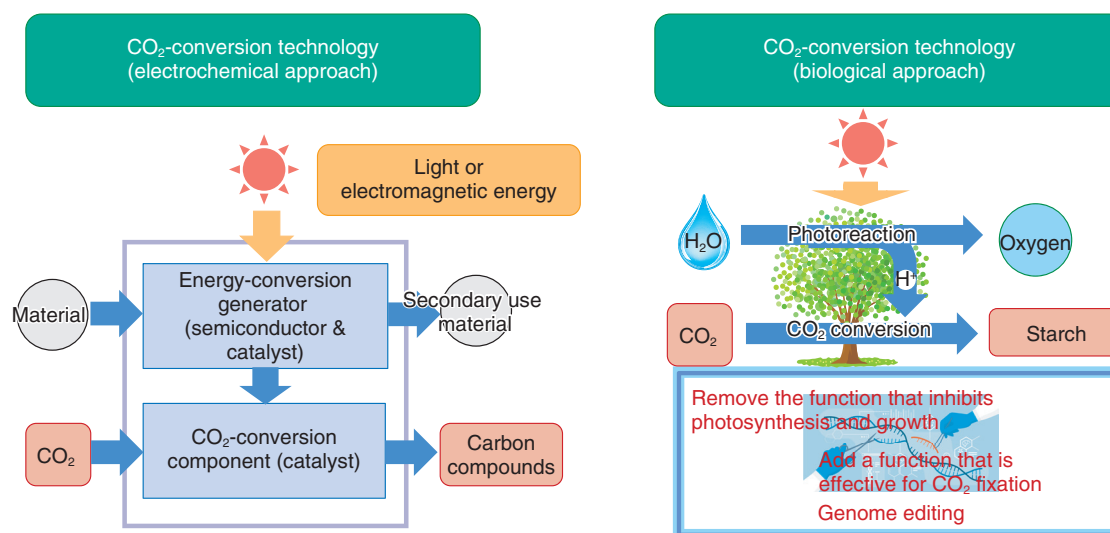 CO₂-conversion technology
(electrochemical approach)
Light or
electromagnetic energy
Material
Energy-conversion
generator
(semiconductor &
catalyst)
Secondary use
material
CO₂
CO₂-conversion
component (catalyst)
Carbon
compounds
CO₂-conversion technology
(biological approach)
H₂O
Photoreaction
Oxygen
H⁺
CO₂
CO₂ conversion
Starch
Remove the function that inhibits
photosynthesis and growth
Add a function that is
effective for CO₂ fixation
Genome editing